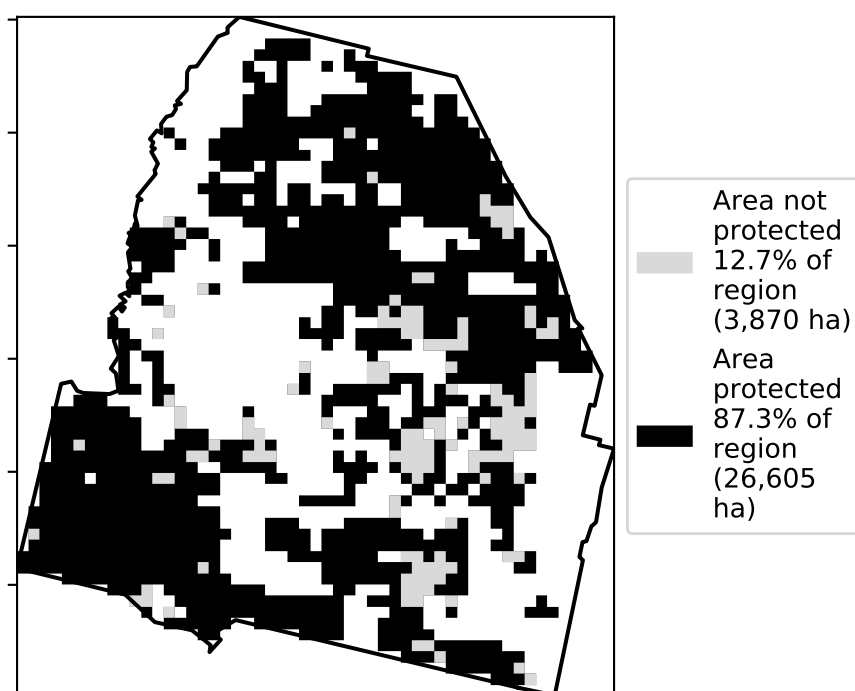 Area not
protected
12.7% of
region
(3,870 ha)
Area
protected
87.3% of
region
(26,605
ha)